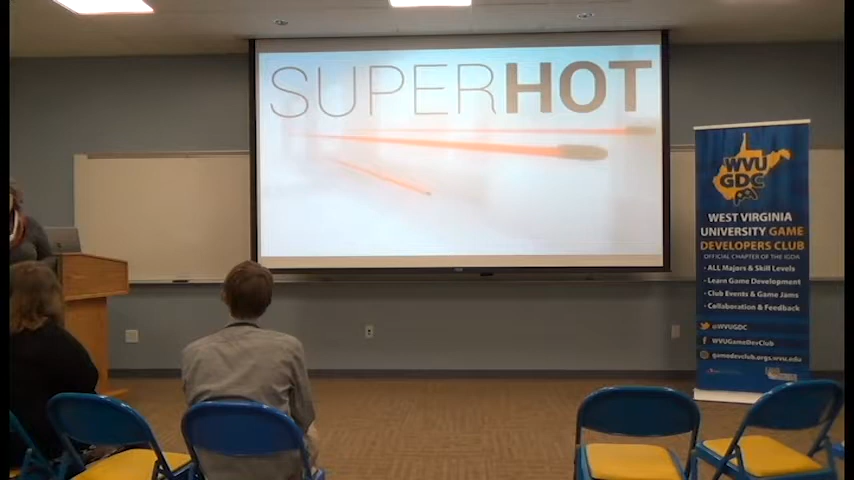 SUPERHOT
WVU
GDC
WEST VIRGINIA
UNIVERSITY GAME
DEVELOPERS CLUB
OFFICIAL CHAPTER OF THE IGDA
· ALL Majors & Skill Levels
· Learn Game Development
· Club Events & Game Jams
· Collaboration & Feedback
@WVUGDC
WVUGameDevClub
gamedevclub.orgs.wvu.edu